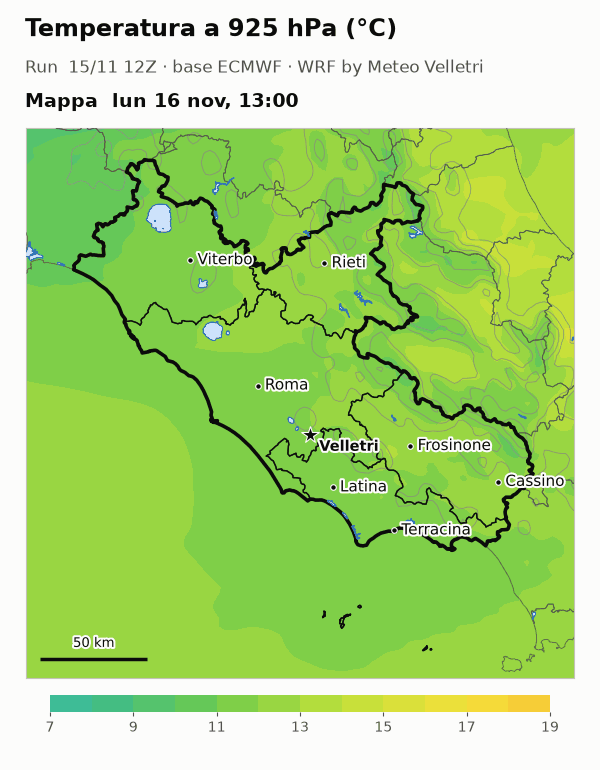 Temperatura a 925 hPa (°C)
Run  15/11 12Z · base ECMWF · WRF by Meteo Velletri
Mappa  lun 16 nov, 13:00
Viterbo
Rieti
Roma
Velletri
Frosinone
Cassino
Latina
Terracina
50 km
7 9 11 13 15 17 19